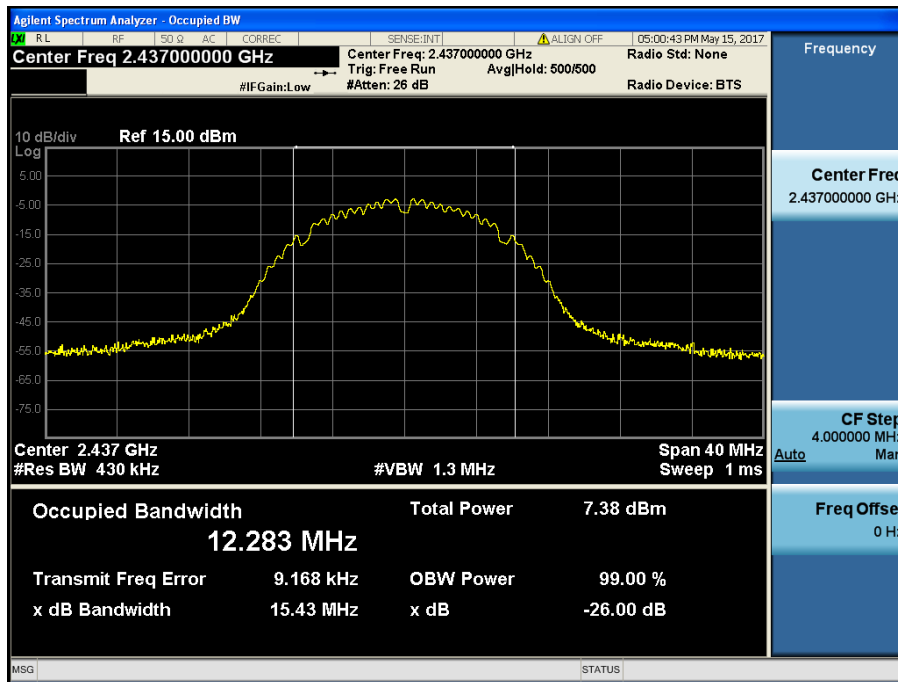 Agilent Spectrum Analyzer - Occupied BW
LXI RL RF 50 Ω AC CORREC SENSE:INT ALIGN OFF 05:00:43 PM May 15, 2017
Center Freq 2.437000000 GHz
Center Freq: 2.437000000 GHz Radio Std: None
Trig: Free Run Avg|Hold: 500/500
#IFGain:Low #Atten: 26 dB Radio Device: BTS
Frequency
10 dB/div Ref 15.00 dBm
Log
5.00
-5.00
-15.0
-25.0
-35.0
-45.0
-55.0
-65.0
-75.0
Center 2.437 GHz Span 40 MHz
#Res BW 430 kHz #VBW 1.3 MHz Sweep 1 ms
Occupied Bandwidth Total Power 7.38 dBm
12.283 MHz
Transmit Freq Error 9.168 kHz OBW Power 99.00 %
x dB Bandwidth 15.43 MHz x dB -26.00 dB
Center Freq
2.437000000 GHz
CF Step
4.000000 MHz
Auto Man
Freq Offse
0 Hz
MSG STATUS